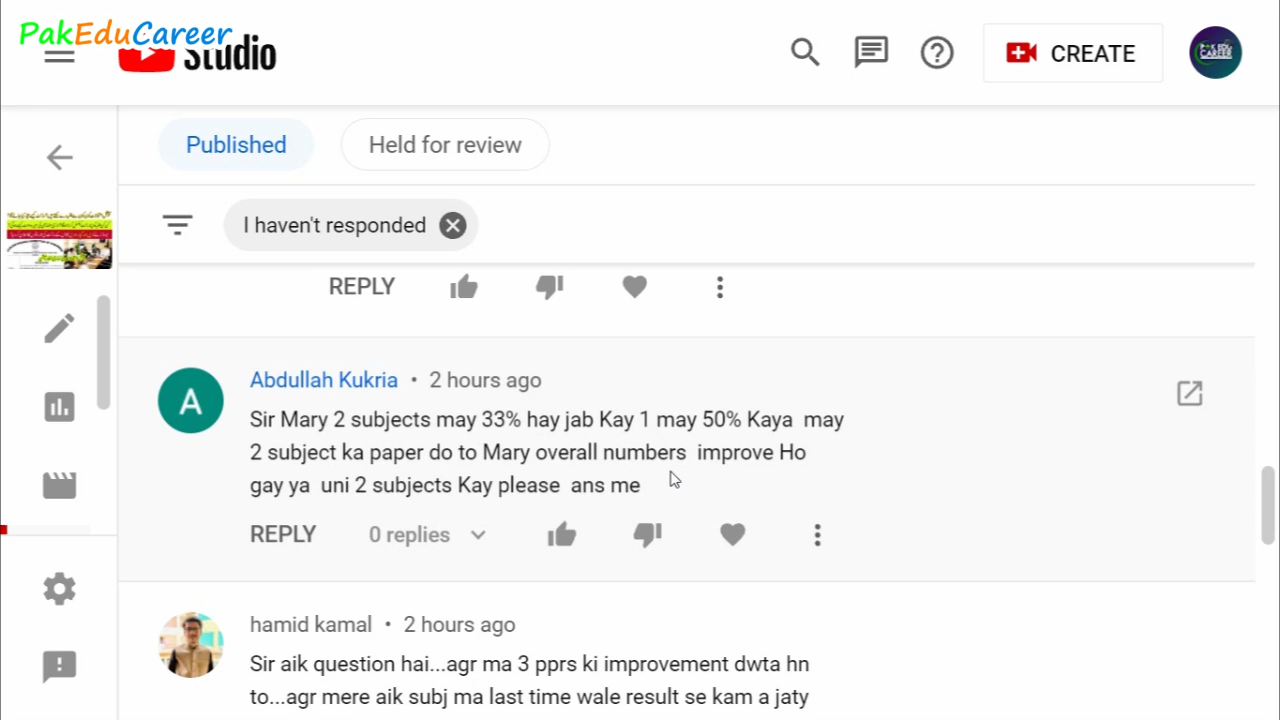 PakEduCareer
Studio
CREATE
Published
Held for review
I haven't responded
REPLY
A
Abdullah Kukria • 2 hours ago
Sir Mary 2 subjects may 33% hay jab Kay 1 may 50% Kaya may
2 subject ka paper do to Mary overall numbers improve Ho
gay ya uni 2 subjects Kay please ans me
REPLY
0 replies
hamid kamal • 2 hours ago
Sir aik question hai...agr ma 3 pprs ki improvement dwta hn
to...agr mere aik subj ma last time wale result se kam a jaty